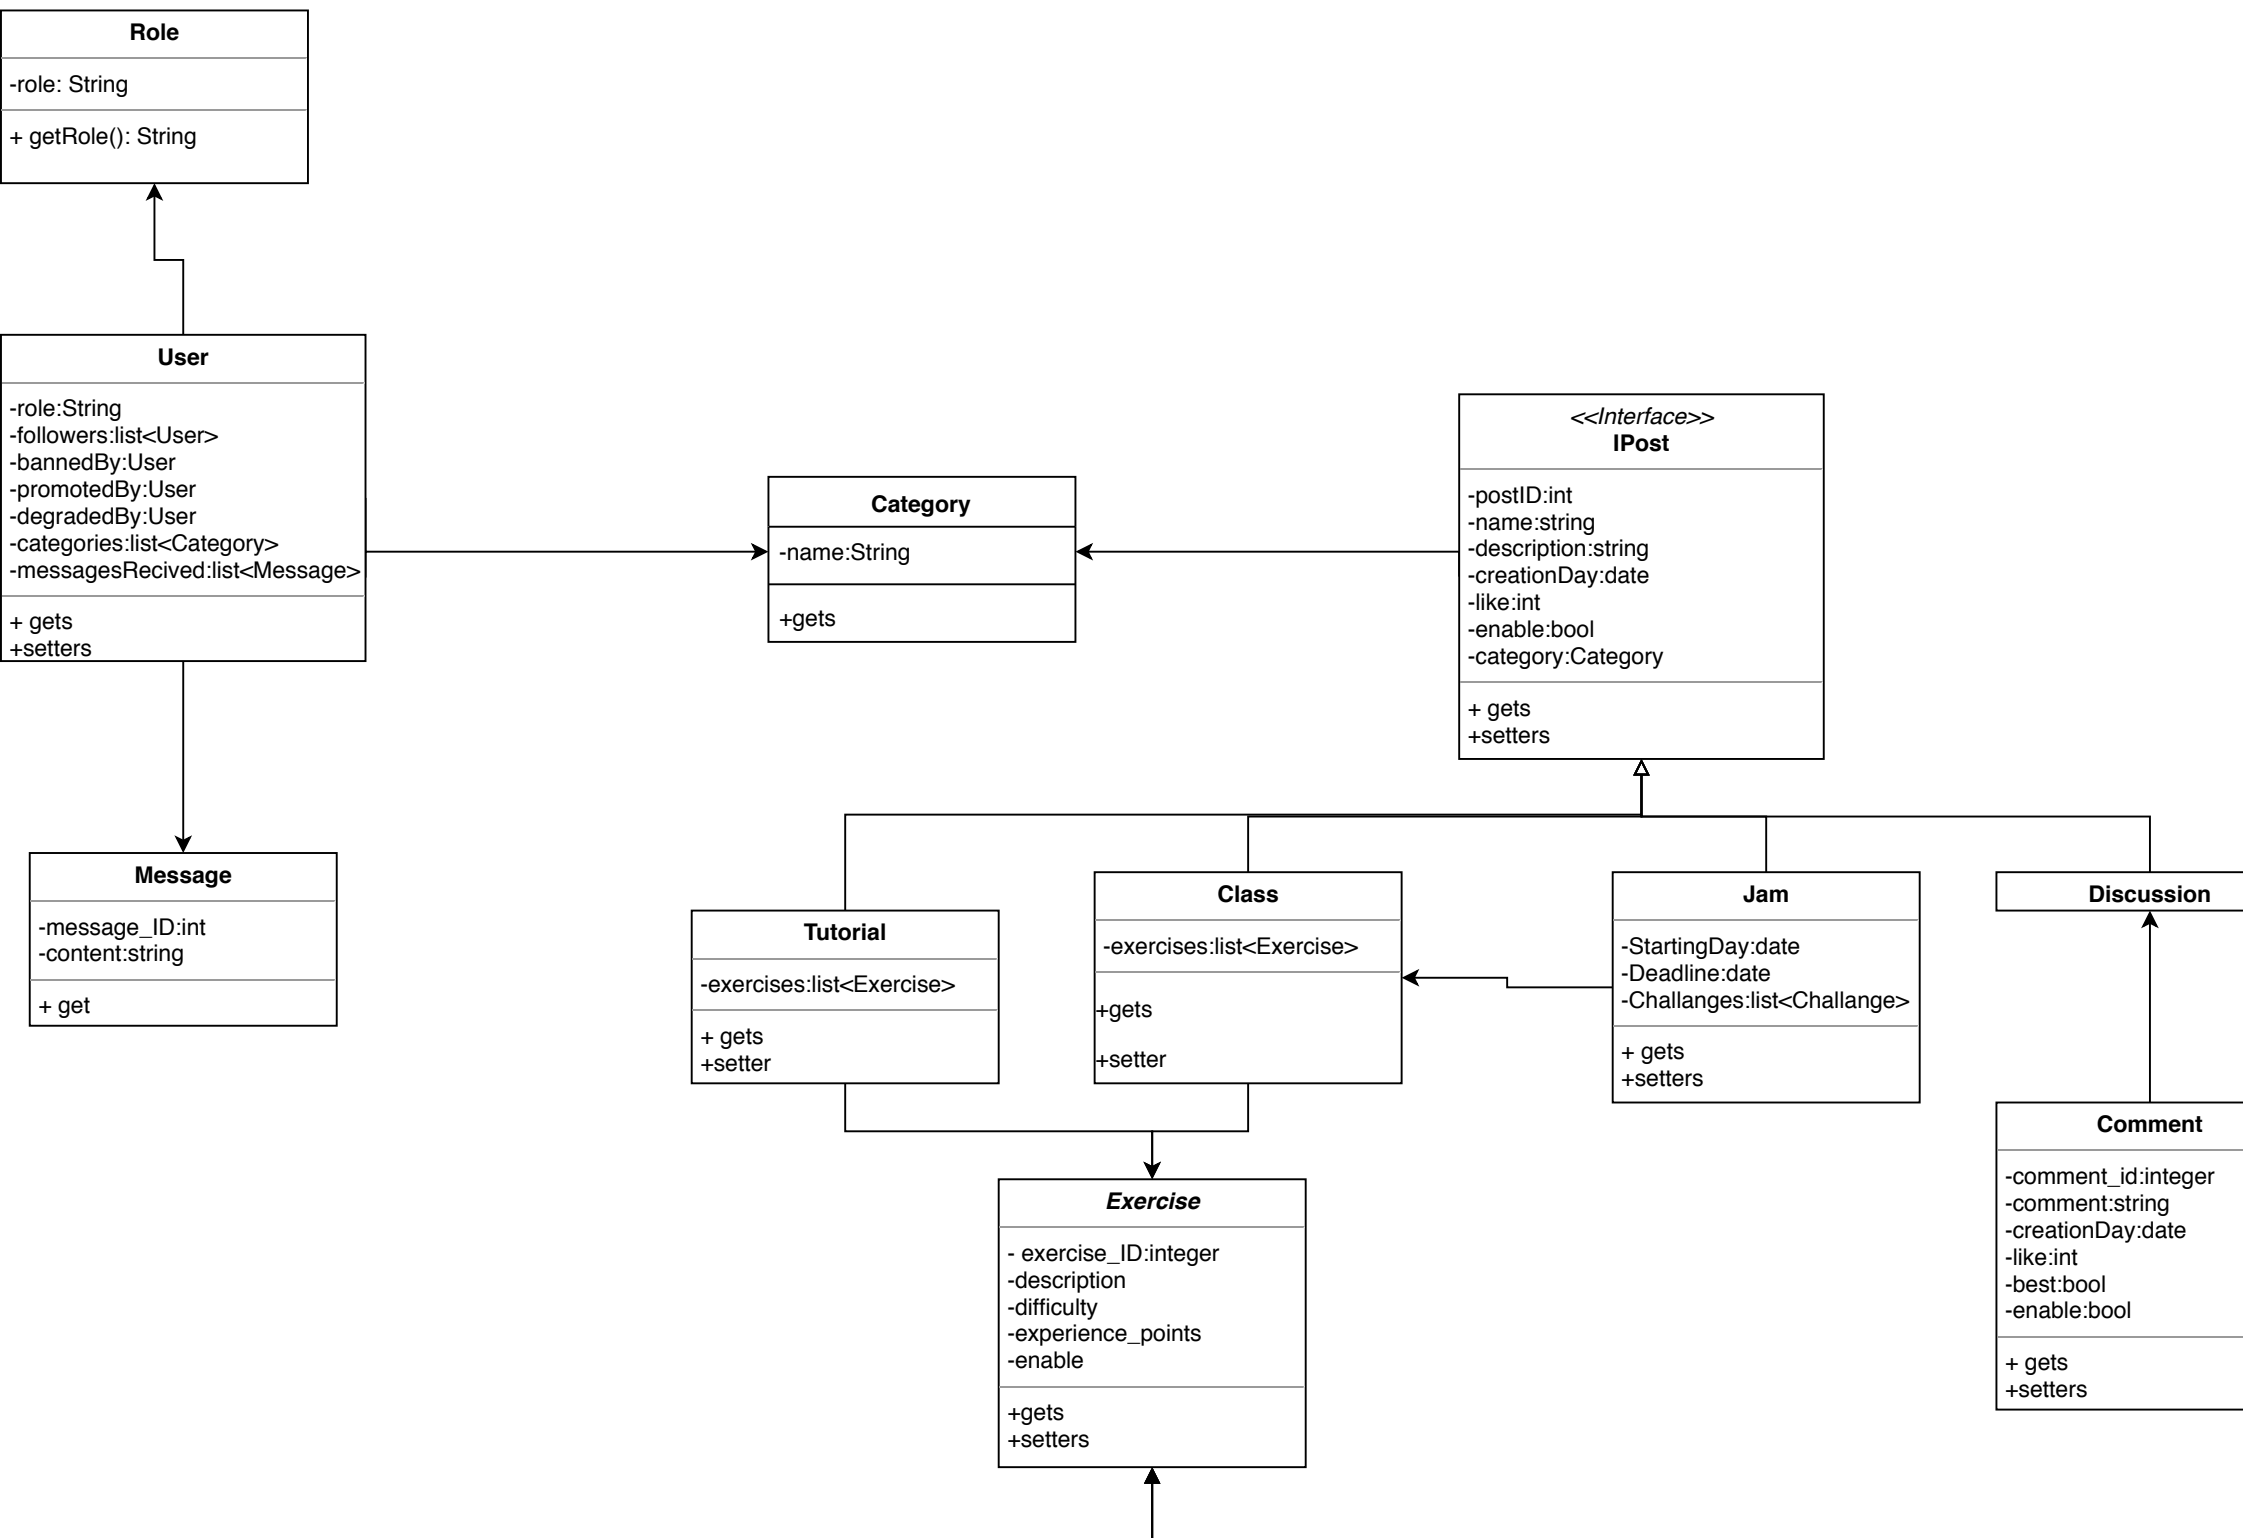 Role
-role: String
+ getRole(): String
User
-role:String
-followers:list<User>
-bannedBy:User
-promotedBy:User
-degradedBy:User
-categories:list<Category>
-messagesRecived:list<Message>
+ gets
+setters
Category
-name:String
+gets
<<Interface>>
IPost
-postID:int
-name:string
-description:string
-creationDay:date
-like:int
-enable:bool
-category:Category
+ gets
+setters
Message
-message_ID:int
-content:string
+ get
Tutorial
-exercises:list<Exercise>
+ gets
+setter
Class
-exercises:list<Exercise>
+gets
+setter
Jam
-StartingDay:date
-Deadline:date
-Challanges:list<Challange>
+ gets
+setters
Discussion
Exercise
- exercise_ID:integer
-description
-difficulty
-experience_points
-enable
+gets
+setters
Comment
-comment_id:integer
-comment:string
-creationDay:date
-like:int
-best:bool
-enable:bool
+ gets
+setters